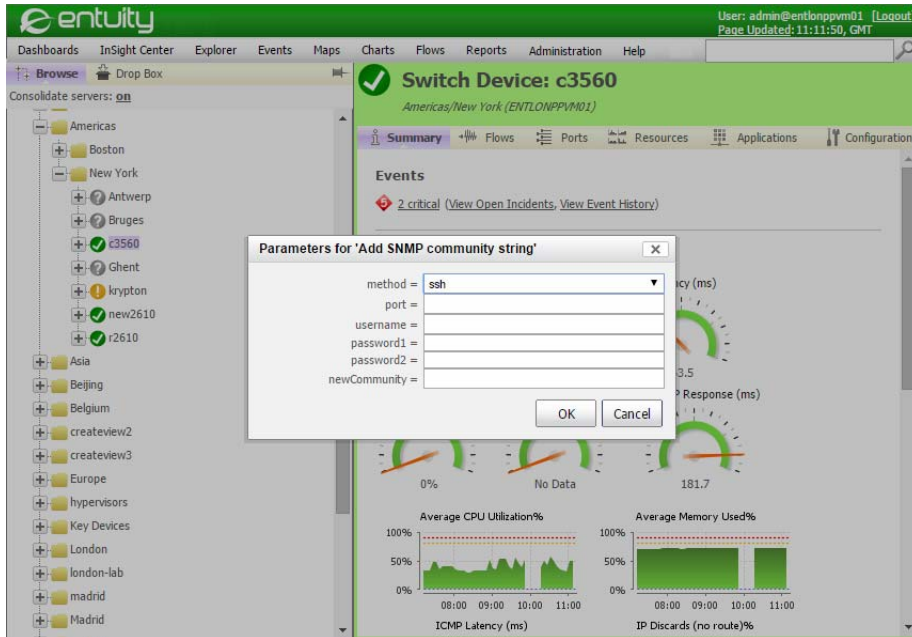 entuity
User: admin@entlonppvm01 [Logout
Page Updated: 11:11:50, GMT
Dashboards InSight Center Explorer Events Maps Charts Flows Reports Administration Help
Browse Drop Box
Consolidate servers: on
Americas
Boston
New York
Antwerp
Bruges
c3560
Ghent
krypton
new2610
r2610
Asia
Beijing
Belgium
createview2
createview3
Europe
hypervisors
Key Devices
London
london-lab
madrid
Madrid
Switch Device: c3560
Americas/New York (ENTLONPPVM01)
Summary Flows Ports Resources Applications Configuration
Events
5 2 critical (View Open Incidents, View Event History)
Parameters for 'Add SNMP community string'
method = ssh
port =
username =
password1 =
password2 =
newCommunity =
OK Cancel
(ms)
3.5
Response (ms)
0% No Data 181.7
Average CPU Utilization%
100%
50%
0%
08:00 09:00 10:00 11:00
Average Memory Used%
100%
50%
0%
08:00 09:00 10:00 11:00
ICMP Latency (ms) IP Discards (no route)%